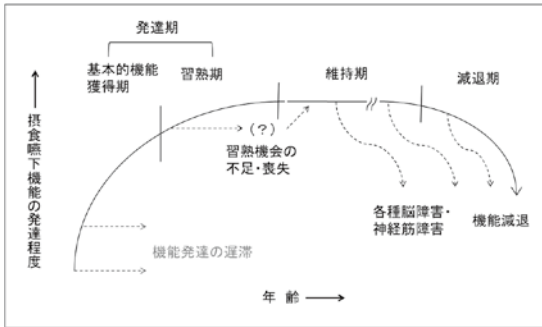 発達期
基本的機能
獲得期
習熟期
維持期
減退期
摂食嚥下機能の発達程度
(?)
習熟機会の
不足・喪失
機能発達の遅滞
各種脳障害・
神経筋障害
機能減退
年 齢